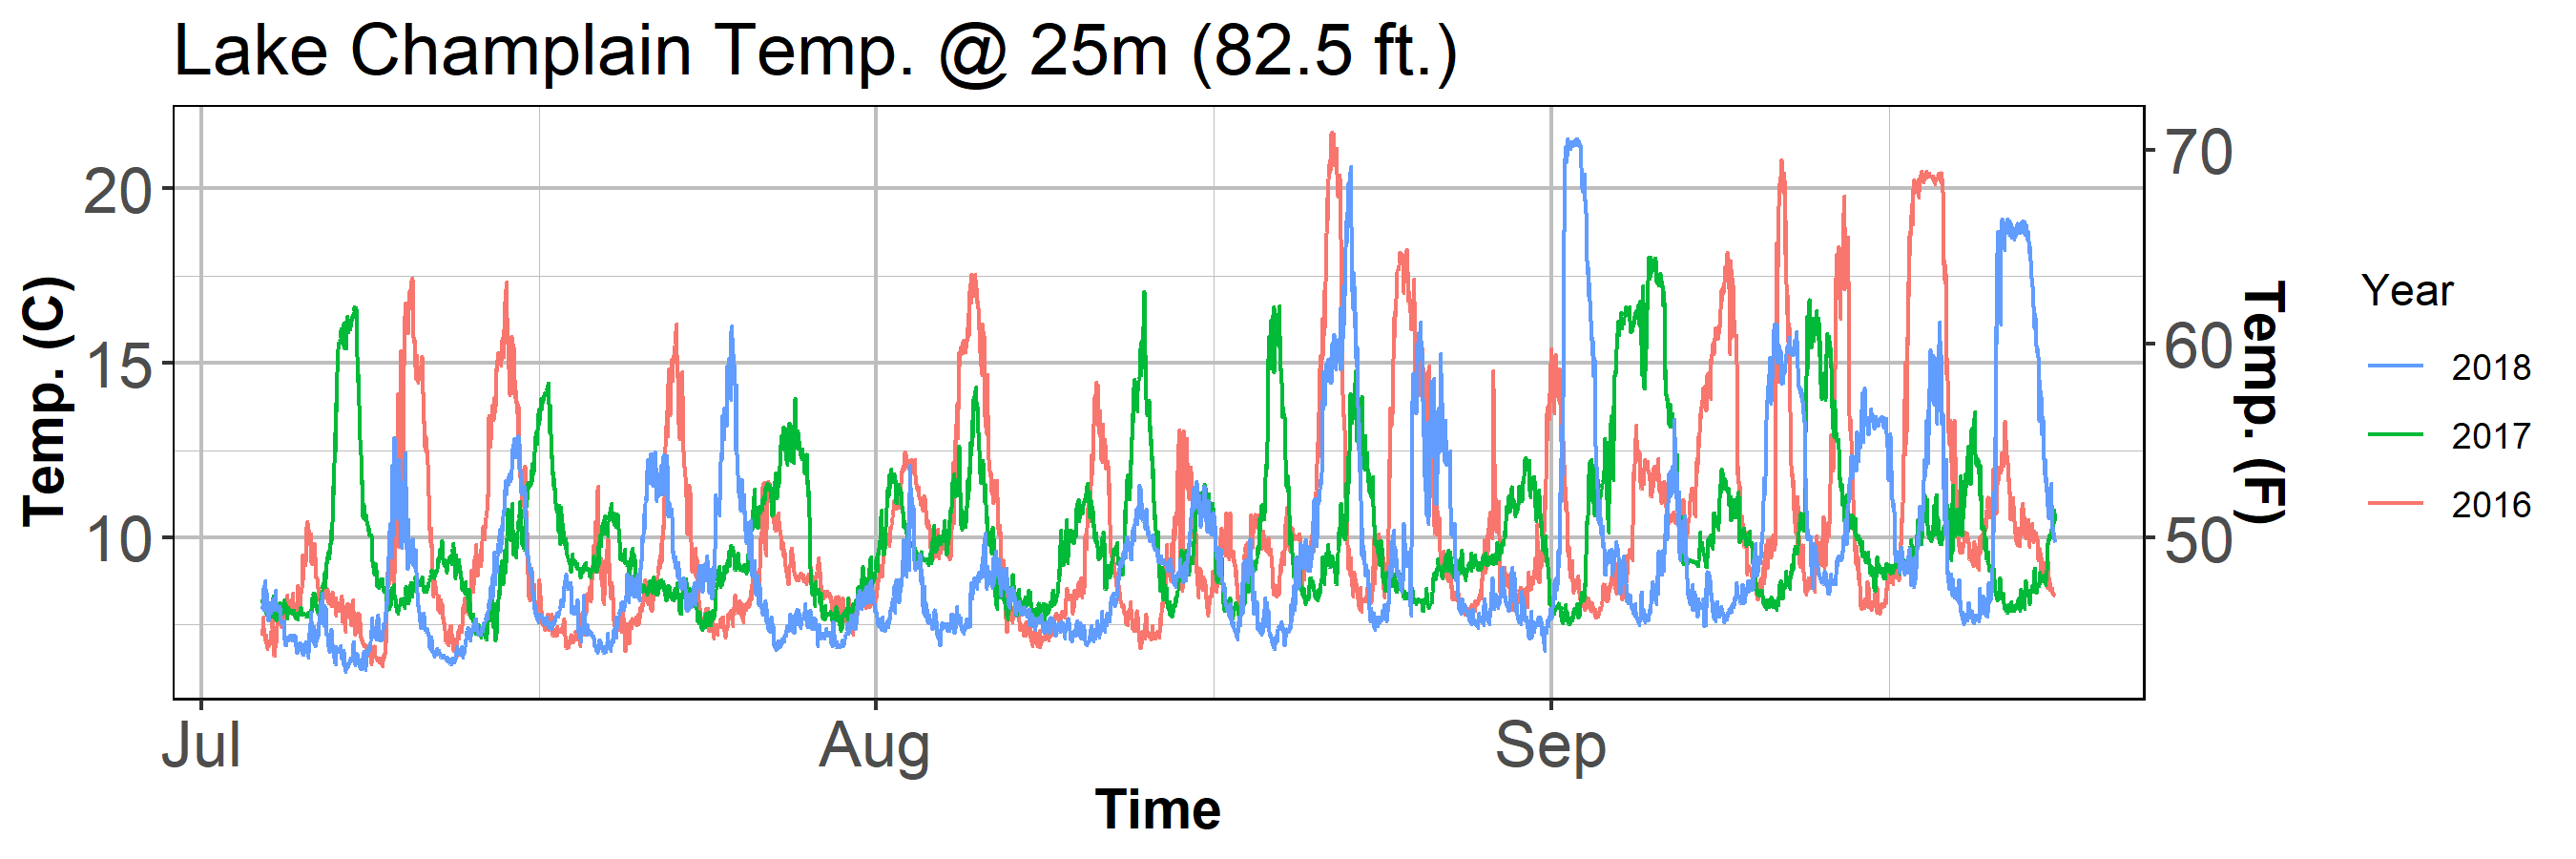 Lake Champlain Temp. @ 25m (82.5 ft.)
Temp. (C)
20
15
10
70
60
50
Temp. (F)
Jul
Aug
Sep
Time
Year
2018
2017
2016